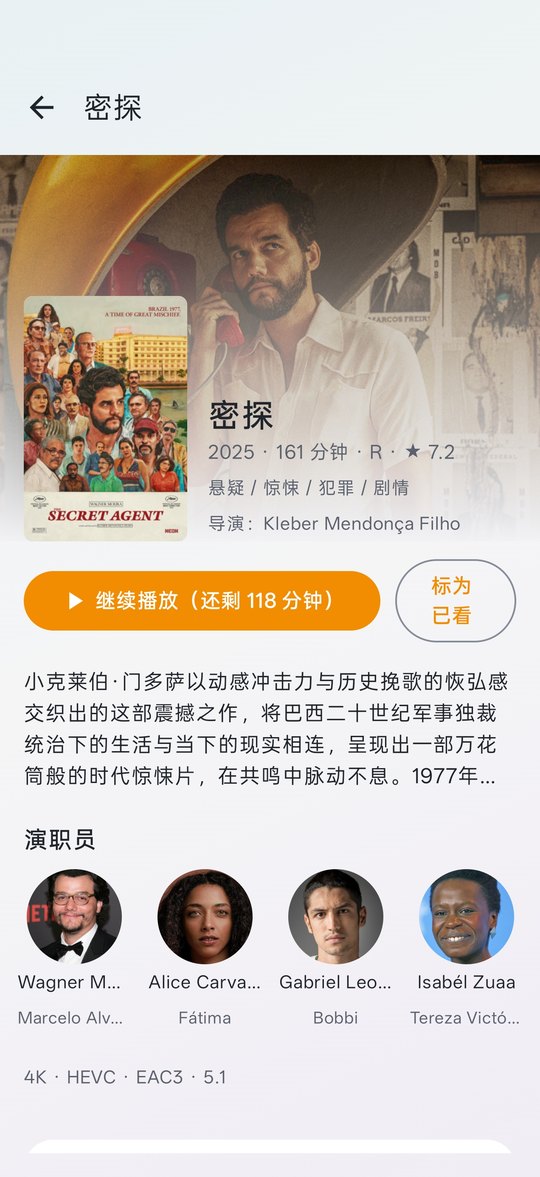 密探
MOB
MARCOS FREIR
BRAZIL 1977.
A TIME OF GREAT MISCHIEF
WAGNER MOURA
THE
SECRET AGENT
NEON
密探
2025 · 161 分钟 · R · ★ 7.2
悬疑 / 惊悚 / 犯罪 / 剧情
导演：Kleber Mendonça Filho
继续播放（还剩 118 分钟）
标为
已看
小克莱伯·门多萨以动感冲击力与历史挽歌的恢弘感
交织出的这部震撼之作，将巴西二十世纪军事独裁
统治下的生活与当下的现实相连，呈现出一部万花
筒般的时代惊悚片，在共鸣中脉动不息。1977年...
演职员
Wagner M...
Alice Carva...
Gabriel Leo...
Isabél Zuaa
Marcelo Alv...
Fátima
Bobbi
Tereza Victó...
4K · HEVC · EAC3 · 5.1